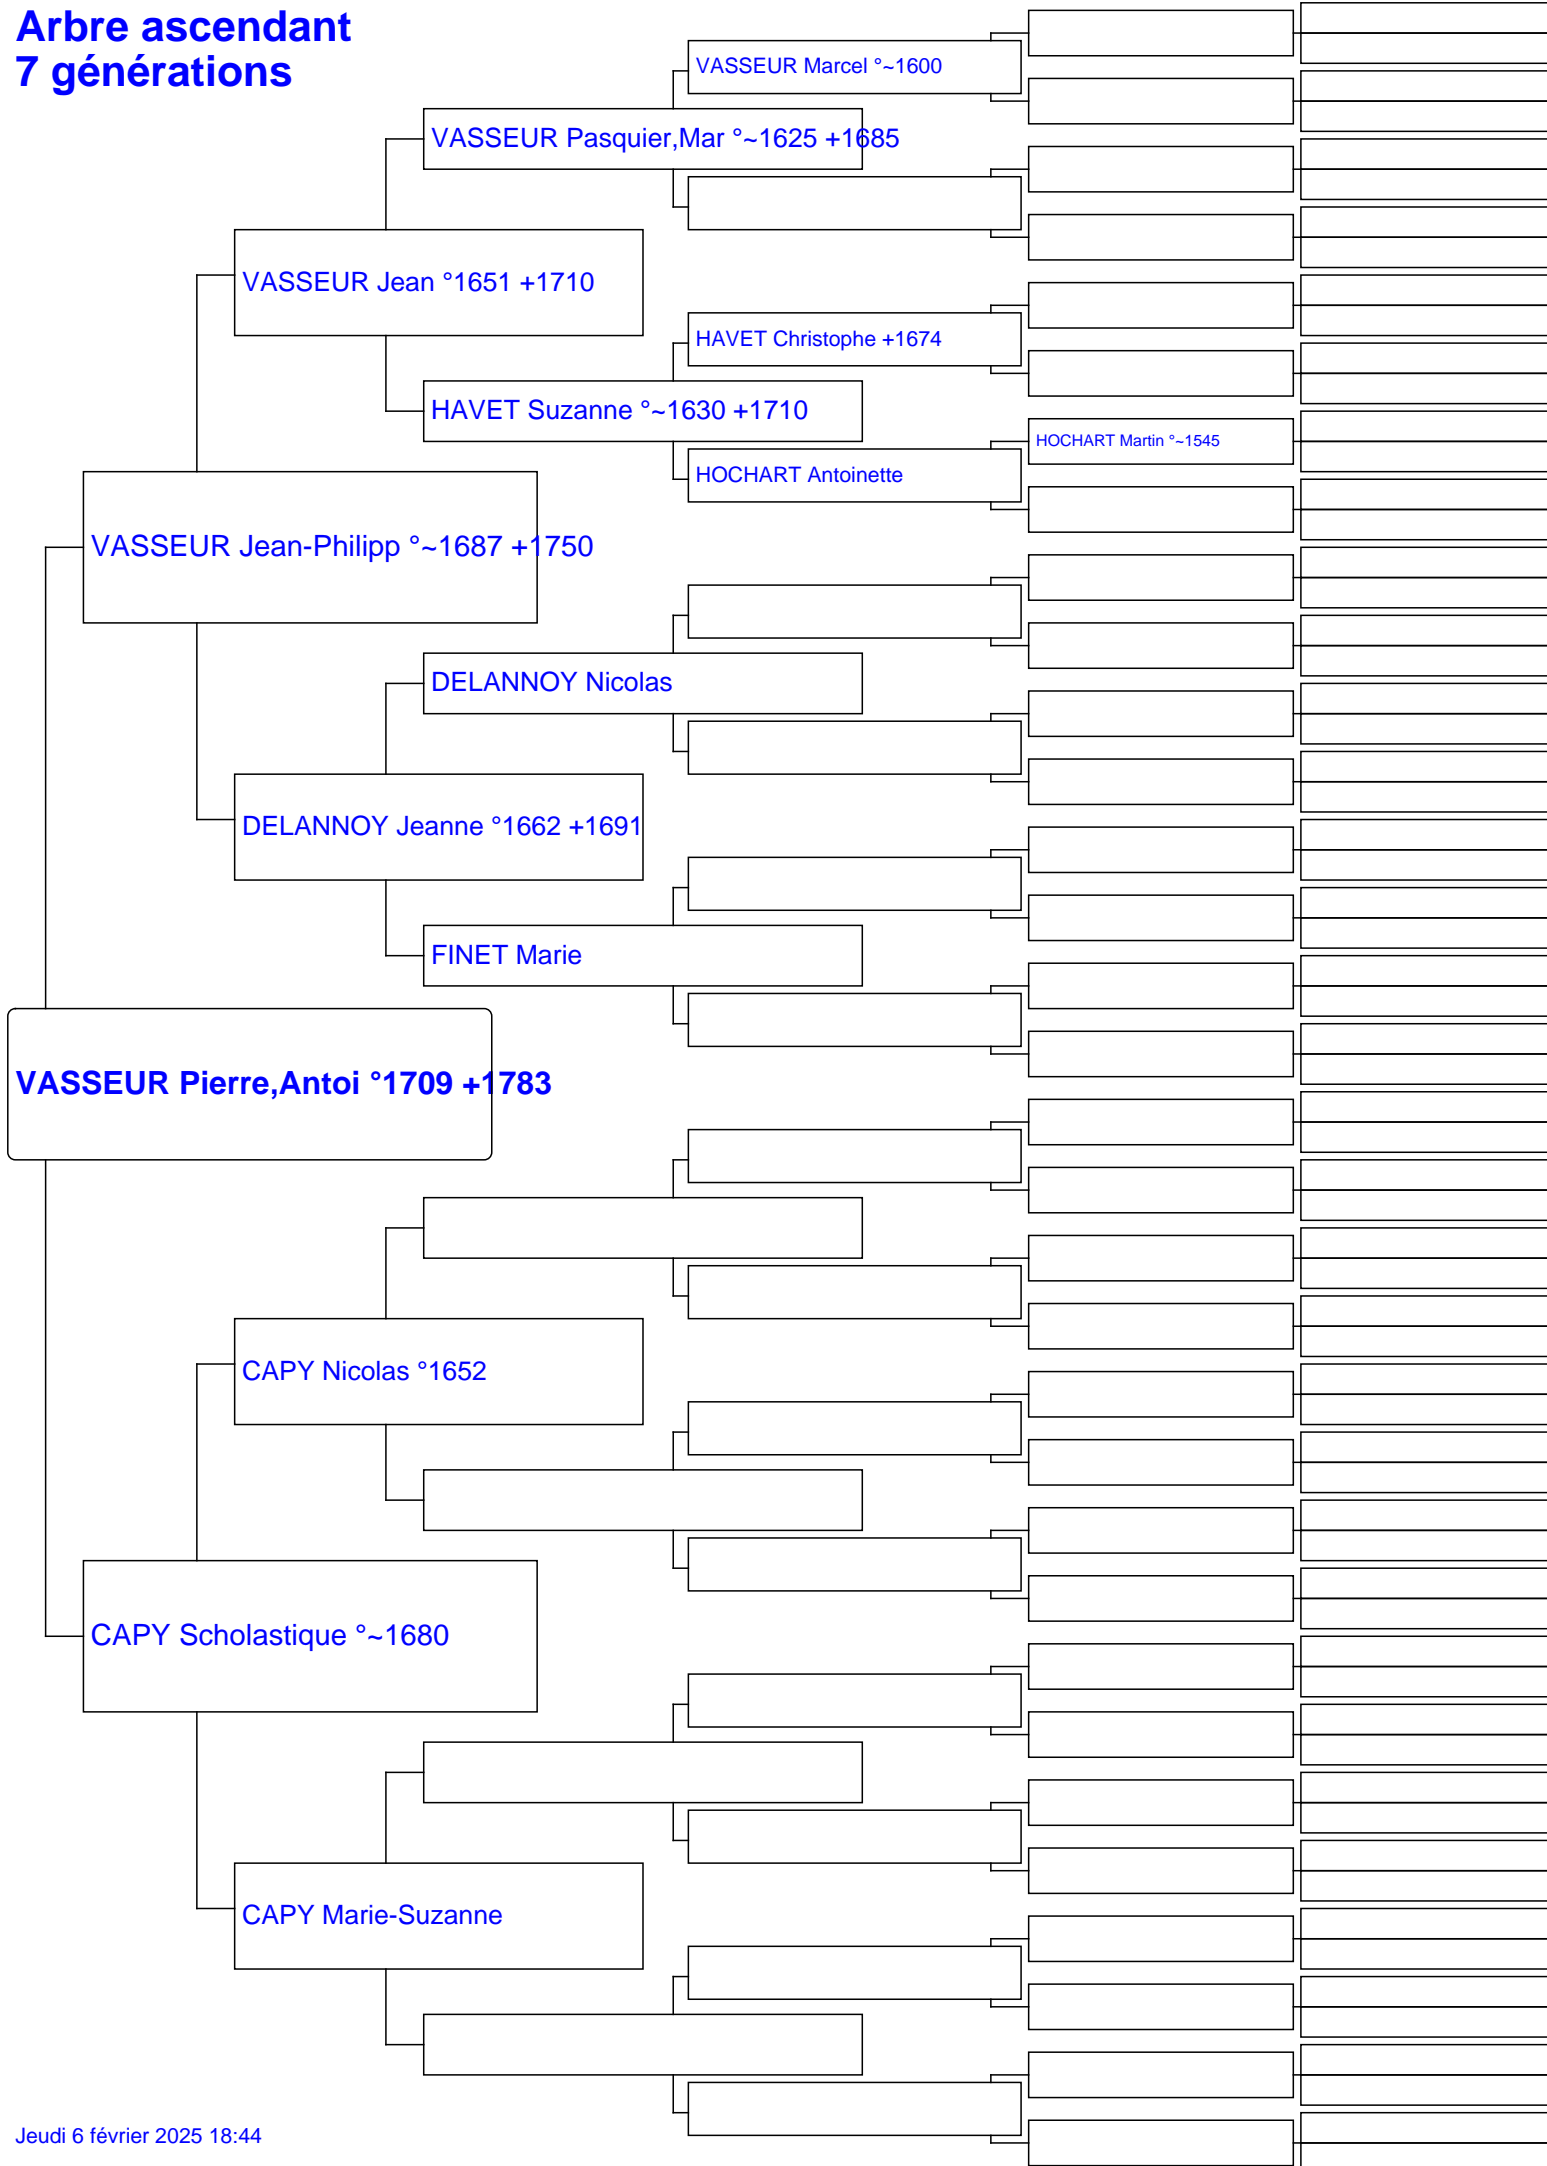 Arbre ascendant
7 générations
VASSEUR Marcel °~1600
VASSEUR Pasquier,Mar °~1625 +1685
VASSEUR Jean °1651 +1710
HAVET Christophe +1674
HAVET Suzanne °~1630 +1710
HOCHART Martin °~1545
HOCHART Antoinette
VASSEUR Jean-Philipp °~1687 +1750
DELANNOY Nicolas
DELANNOY Jeanne °1662 +1691
FINET Marie
VASSEUR Pierre,Antoi °1709 +1783
CAPY Nicolas °1652
CAPY Scholastique °~1680
CAPY Marie-Suzanne
Jeudi 6 février 2025 18:44